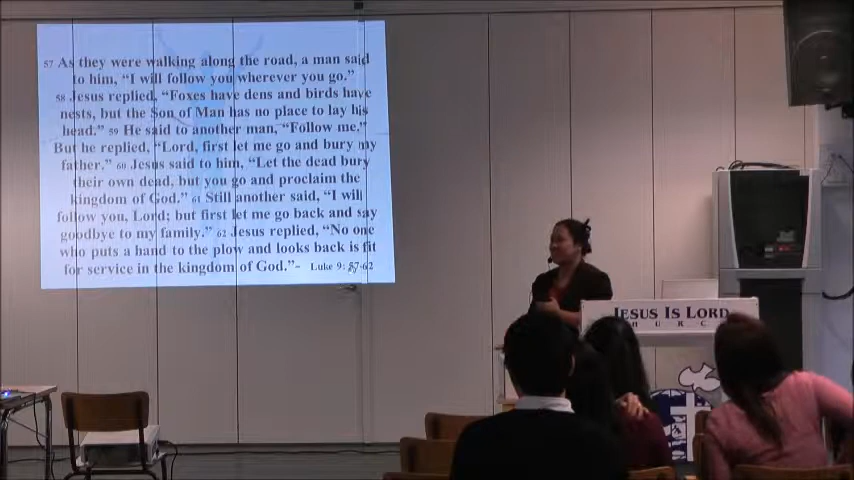 57 As they were walking along the road, a man said
to him, “I will follow you wherever you go.”
58 Jesus replied, “Foxes have dens and birds have
nests, but the Son of Man has no place to lay his
head.” 59 He said to another man, “Follow me.”
But he replied, “Lord, first let me go and bury my
father.” 60 Jesus said to him, “Let the dead bury
their own dead, but you go and proclaim the
kingdom of God.” 61 Still another said, “I will
follow you, Lord; but first let me go back and say
goodbye to my family.” 62 Jesus replied, “No one
who puts a hand to the plow and looks back is fit
for service in the kingdom of God.”- Luke 9: 57-62
JESUS IS LORD
H U R C